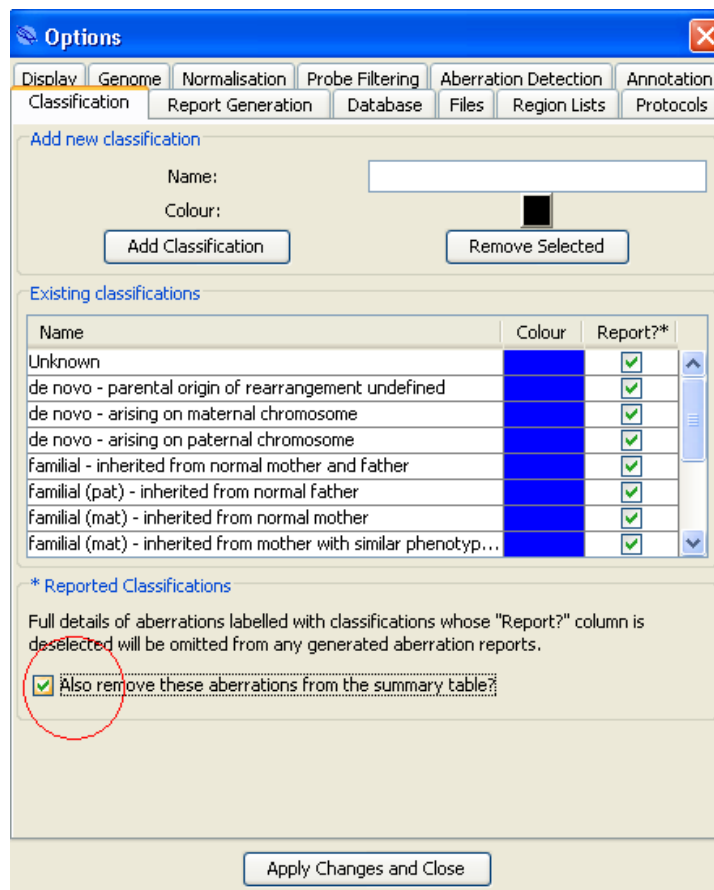 Options
Display Genome Normalisation Probe Filtering Aberration Detection Annotation
Classification Report Generation Database Files Region Lists Protocols
Add new classification
Name:
Colour:
Add Classification Remove Selected
Existing classifications
Name Colour Report?*
Unknown
de novo - parental origin of rearrangement undefined
de novo - arising on maternal chromosome
de novo - arising on paternal chromosome
familial - inherited from normal mother and father
familial (pat) - inherited from normal father
familial (mat) - inherited from normal mother
familial (mat) - inherited from mother with similar phenotyp...
* Reported Classifications
Full details of aberrations labelled with classifications whose "Report?" column is
deselected will be omitted from any generated aberration reports.
Also remove these aberrations from the summary table?
Apply Changes and Close